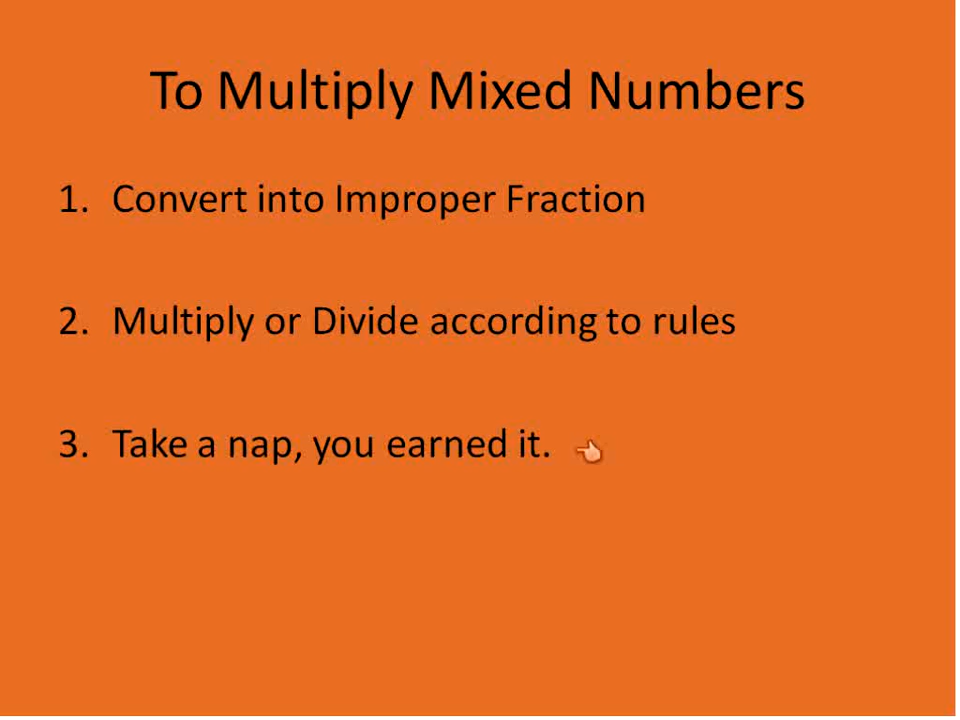 To Multiply Mixed Numbers
1. Convert into Improper Fraction
2. Multiply or Divide according to rules
3. Take a nap, you earned it.